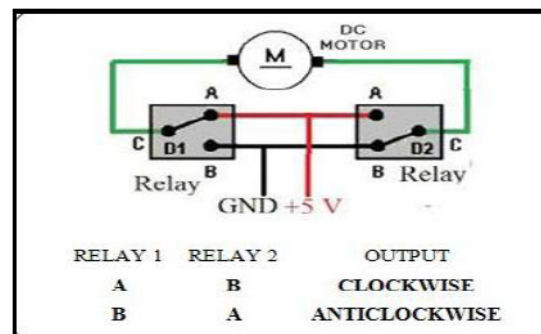 DC
MOTOR
M
A
A
C
D1
D2
C
B
B
Relay
Relay
GND +5 V
RELAY 1 RELAY 2 OUTPUT
A B CLOCKWISE
B A ANTICLOCKWISE